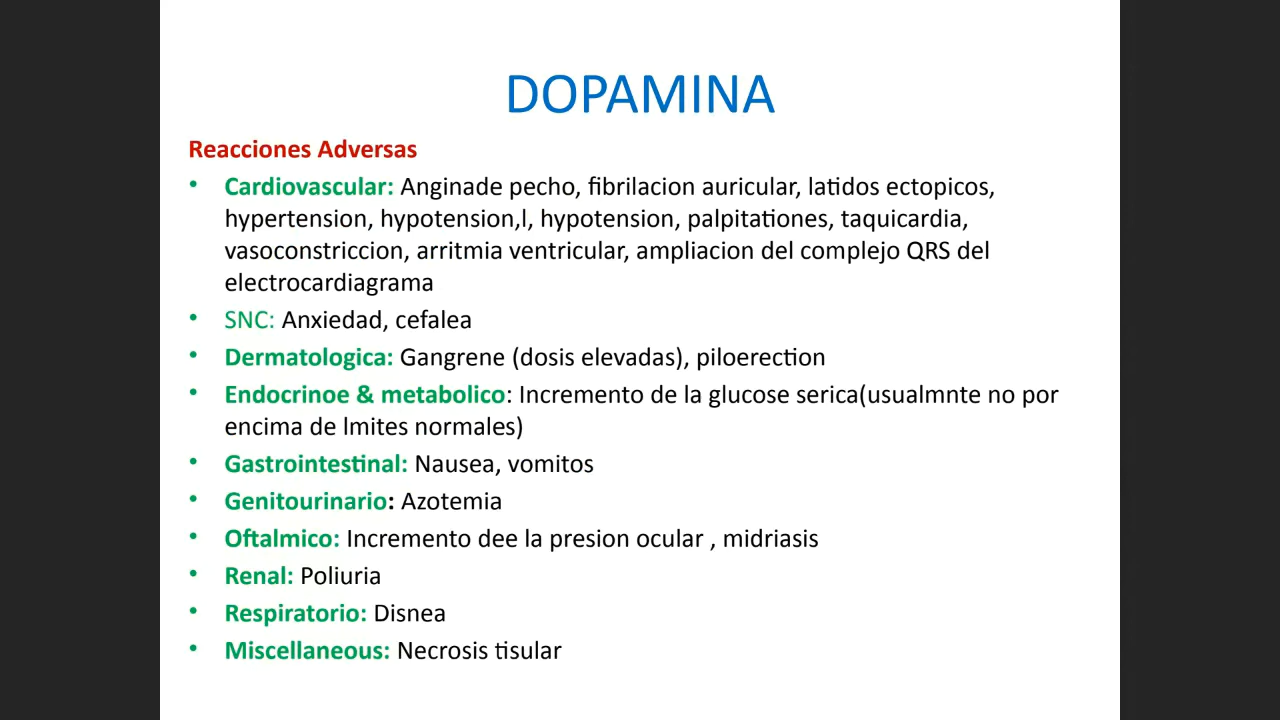 DOPAMINA
Reacciones Adversas
• Cardiovascular: Anginade pecho, fibrilacion auricular, latidos ectopicos,
hypertension, hypotension,l, hypotension, palpitationes, taquicardia,
vasoconstriccion, arritmia ventricular, ampliacion del complejo QRS del
electrocardiagrama
• SNC: Anxiedad, cefalea
• Dermatologica: Gangrene (dosis elevadas), piloerection
• Endocrinoe & metabolico: Incremento de la glucose serica(usualmnte no por
encima de lmites normales)
• Gastrointestinal: Nausea, vomitos
• Genitourinario: Azotemia
• Oftalmico: Incremento dee la presion ocular , midriasis
• Renal: Poliuria
• Respiratorio: Disnea
• Miscellaneous: Necrosis tisular